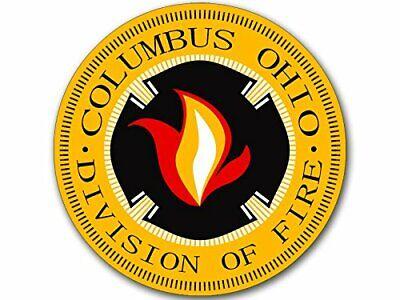 COLUMBUS OHIO
· DIVISION OF FIRE ·